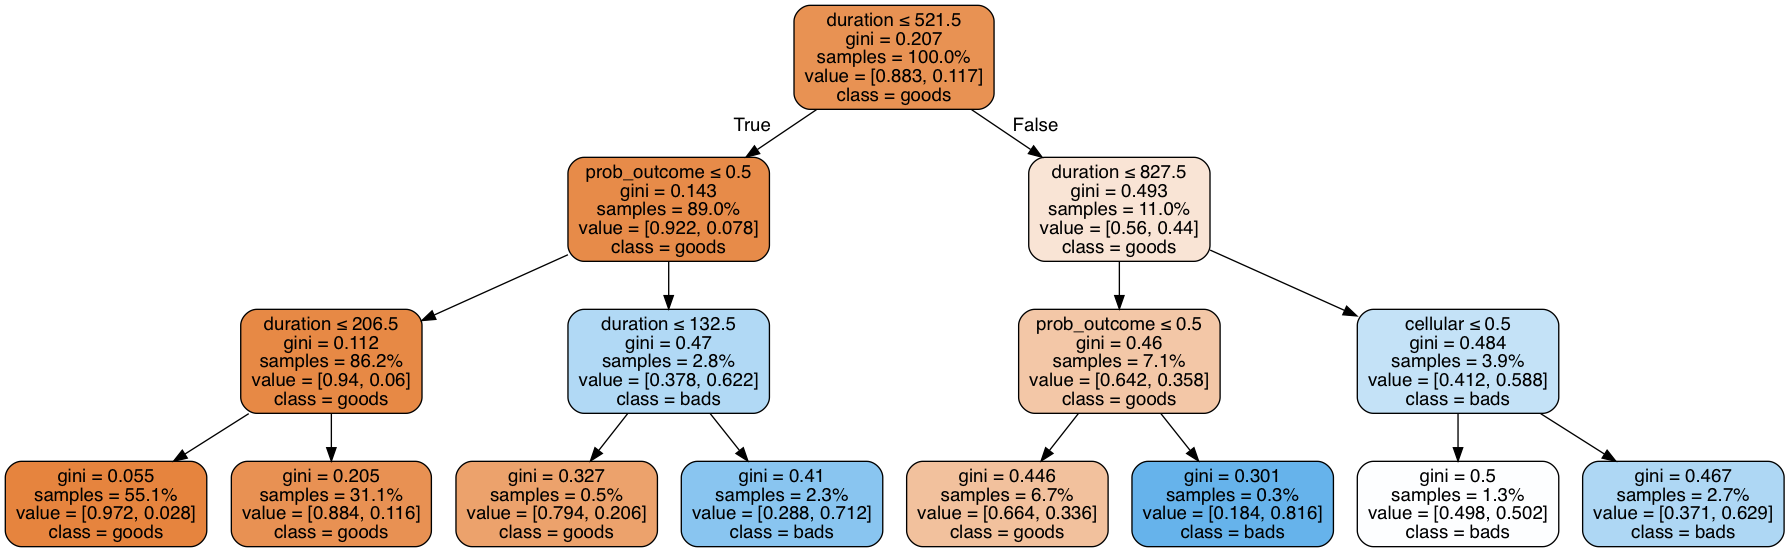 duration ≤ 521.5
gini = 0.207
samples = 100.0%
value = [0.883, 0.117]
class = goods
True
False
prob_outcome ≤ 0.5
gini = 0.143
samples = 89.0%
value = [0.922, 0.078]
class = goods
duration ≤ 827.5
gini = 0.493
samples = 11.0%
value = [0.56, 0.44]
class = goods
duration ≤ 206.5
gini = 0.112
samples = 86.2%
value = [0.94, 0.06]
class = goods
duration ≤ 132.5
gini = 0.47
samples = 2.8%
value = [0.378, 0.622]
class = bads
prob_outcome ≤ 0.5
gini = 0.46
samples = 7.1%
value = [0.642, 0.358]
class = goods
cellular ≤ 0.5
gini = 0.484
samples = 3.9%
value = [0.412, 0.588]
class = bads
gini = 0.055
samples = 55.1%
value = [0.972, 0.028]
class = goods
gini = 0.205
samples = 31.1%
value = [0.884, 0.116]
class = goods
gini = 0.327
samples = 0.5%
value = [0.794, 0.206]
class = goods
gini = 0.41
samples = 2.3%
value = [0.288, 0.712]
class = bads
gini = 0.446
samples = 6.7%
value = [0.664, 0.336]
class = goods
gini = 0.301
samples = 0.3%
value = [0.184, 0.816]
class = bads
gini = 0.5
samples = 1.3%
value = [0.498, 0.502]
class = bads
gini = 0.467
samples = 2.7%
value = [0.371, 0.629]
class = bads